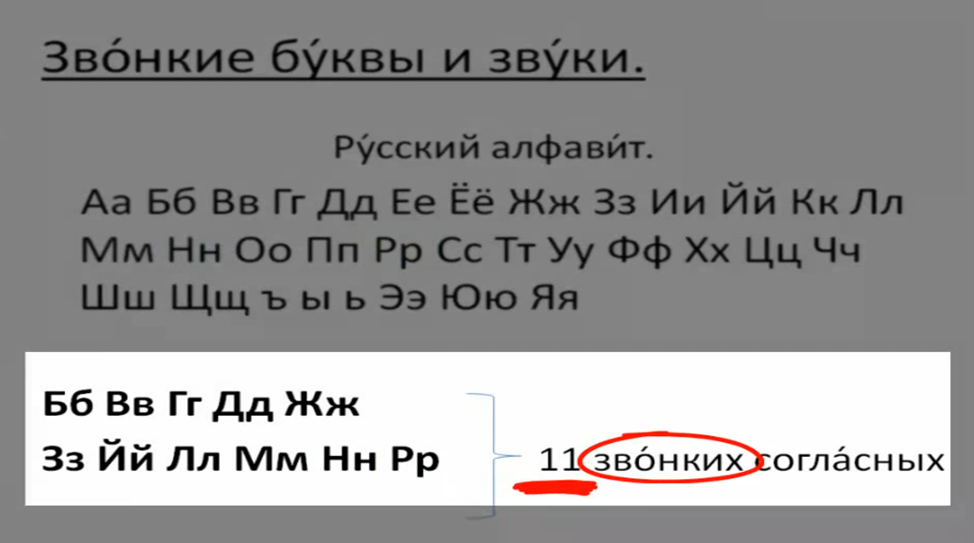 Зво́нкие бу́квы и зву́ки.
Ру́сский алфави́т.
Аа Бб Вв Гг Дд Ее Ёё Жж Зз Ии Йй Кк Лл
Мм Нн Оо Пп Рр Сс Тт Уу Фф Хх Цц Чч
Шш Щщ ъ ы ь Ээ Юю Яя
Бб Вв Гг Дд Жж
Зз Йй Лл Мм Нн Рр
11 зво́нких согла́сных